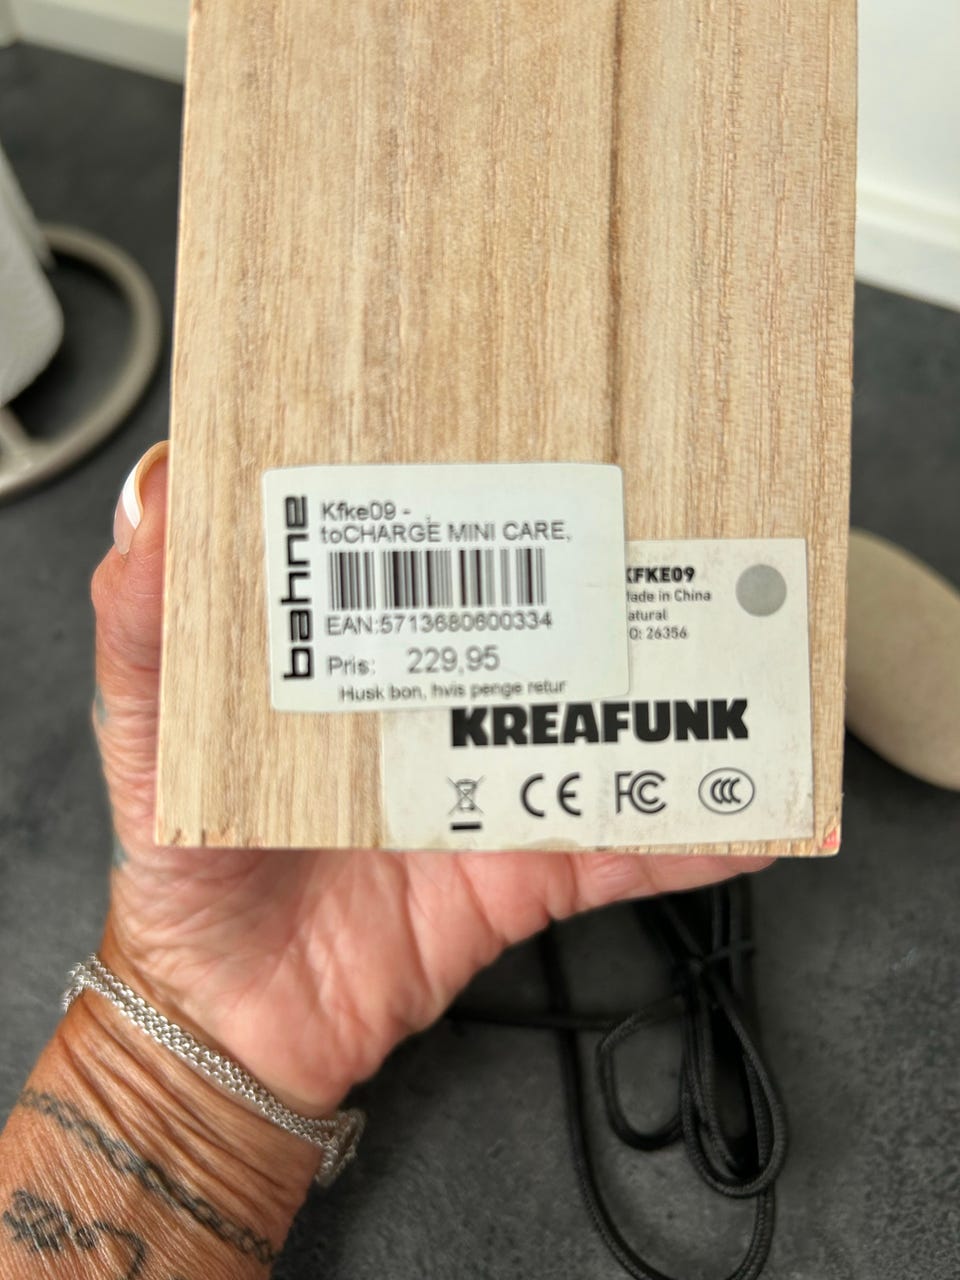 bahne
Kfke09 -
toCHARGE MINI CARE,
EAN:5713680600334
Pris: 229,95
Husk bon, hvis penge retur
KFKE09
Made in China
atural
O: 26356
KREAFUNK
CE FC CCC